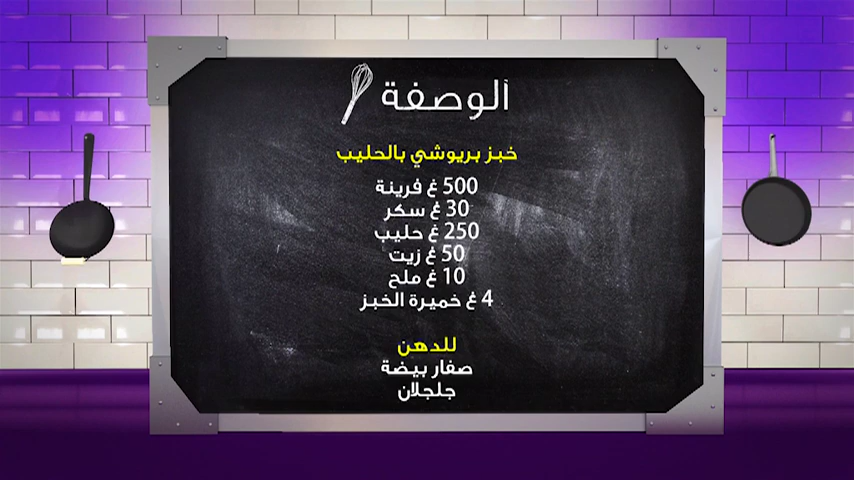 الوصفة
خبز بريوشي بالحليب
500 غ فرينة
30 غ سكر
250 غ حليب
50 غ زيت
10 غ ملح
4 غ خميرة الخبز
للدهن
صفار بيضة
جلجلان